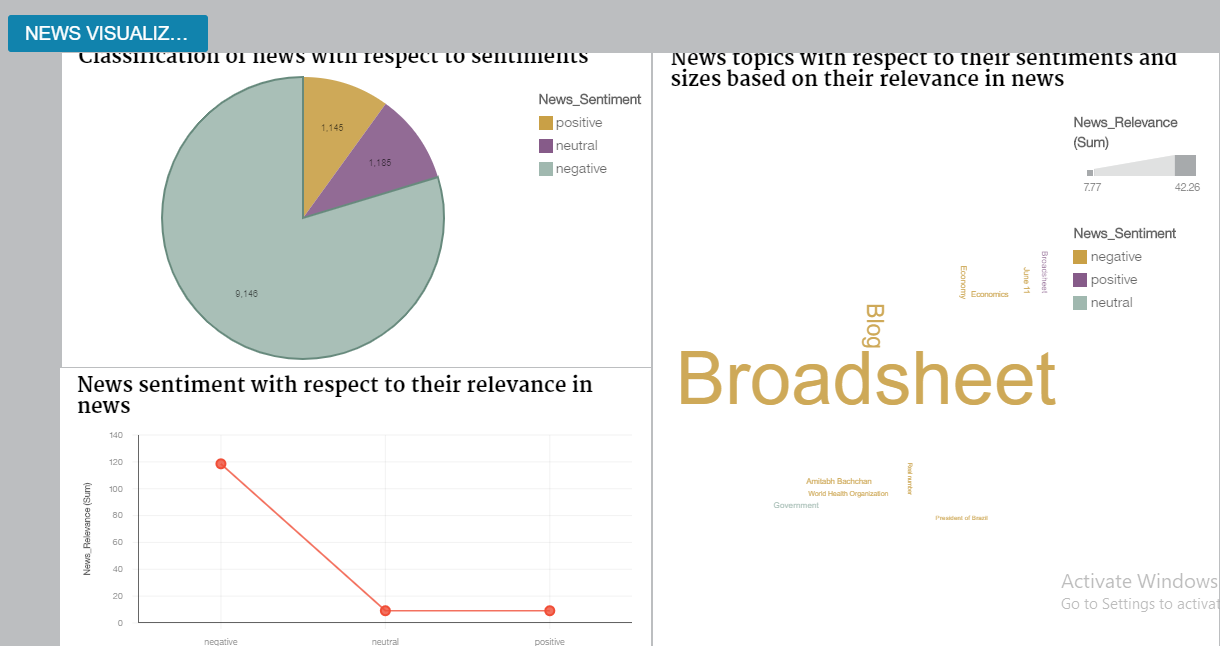 NEWS VISUALIZ...
Classification of news with respect to sentiments
1,145
1,185
9,146
News_Sentiment
positive
neutral
negative
News sentiment with respect to their relevance in
news
140
120
100
80
60
40
20
0
News_Relevance (Sum)
negative
neutral
positive
News topics with respect to their sentiments and
sizes based on their relevance in news
News_Relevance
(Sum)
7.77
42.26
News_Sentiment
negative
positive
neutral
Economy
Economics
June 11
Broadsheet
Blog
Broadsheet
Amitabh Bachchan
World Health Organization
Government
Real number
President of Brazil
Activate Windows
Go to Settings to activat